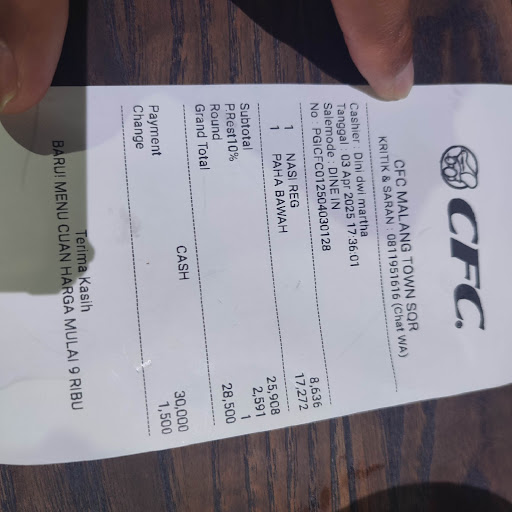 CFC.
CFC MALANG TOWN SQR
KRITIK & SARAN : 0811951616 (Chat WA)
Cashier : Dini dwi martha
Tanggal : 03 Apr 2025 17:36:01
Salemode : DINE IN
No : PGICFC012504030128
1 NASI REG 8,636
1 PAHA BAWAH 17,272
Subtotal 25,908
P.Rest10% 2,591
Round 1
Grand Total 28,500
Payment CASH 30,000
Change 1,500
Terima Kasih
BARU! MENU CUAN HARGA MULAI 9 RIBU